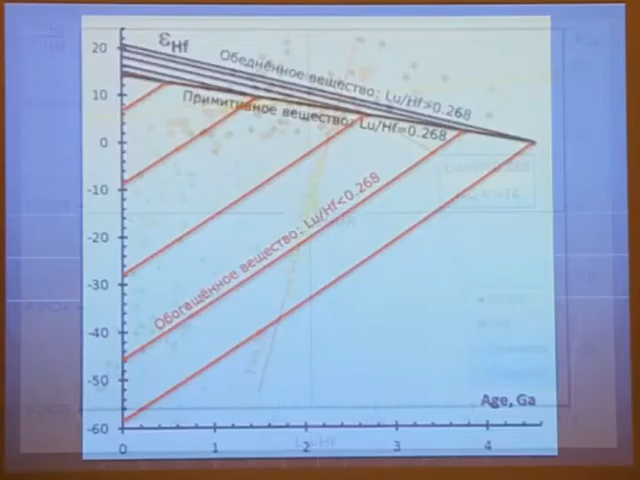 εHf
20
10
0
-10
-20
-30
-40
-50
-60
Обеднённое вещество; Lu/Hf>0.268
Примитивное вещество; Lu/Hf=0.268
Обогащённое вещество; Lu/Hf<0.268
Age, Ga
0
1
2
3
4